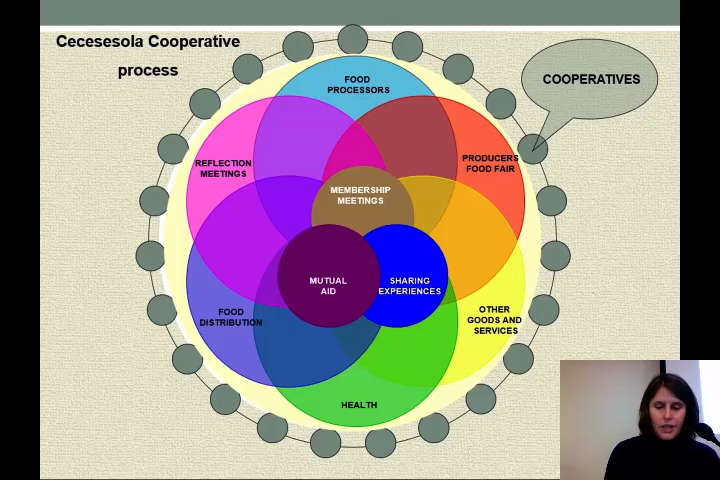 Cecesesola Cooperative
process
COOPERATIVES
FOOD
PROCESSORS
REFLECTION
MEETINGS
PRODUCERS
FOOD FAIR
MEMBERSHIP
MEETINGS
MUTUAL
AID
SHARING
EXPERIENCES
FOOD
DISTRIBUTION
OTHER
GOODS AND
SERVICES
HEALTH